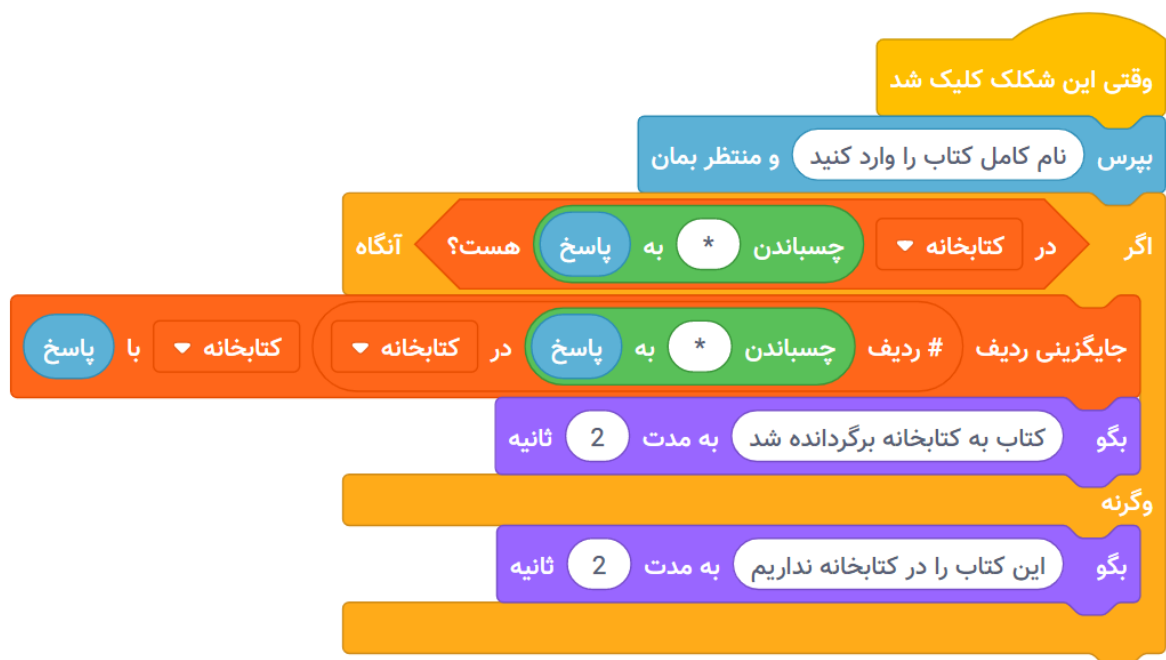 وقتی این شکلک کلیک شد
بپرس نام کامل کتاب را وارد کنید و منتظر بمان
اگر در کتابخانه چسباندن * به پاسخ هست؟ آنگاه
جایگزینی ردیف # ردیف چسباندن * به پاسخ در کتابخانه کتابخانه با پاسخ
بگو کتاب به کتابخانه برگردانده شد به مدت 2 ثانیه
وگرنه
بگو این کتاب را در کتابخانه نداریم به مدت 2 ثانیه